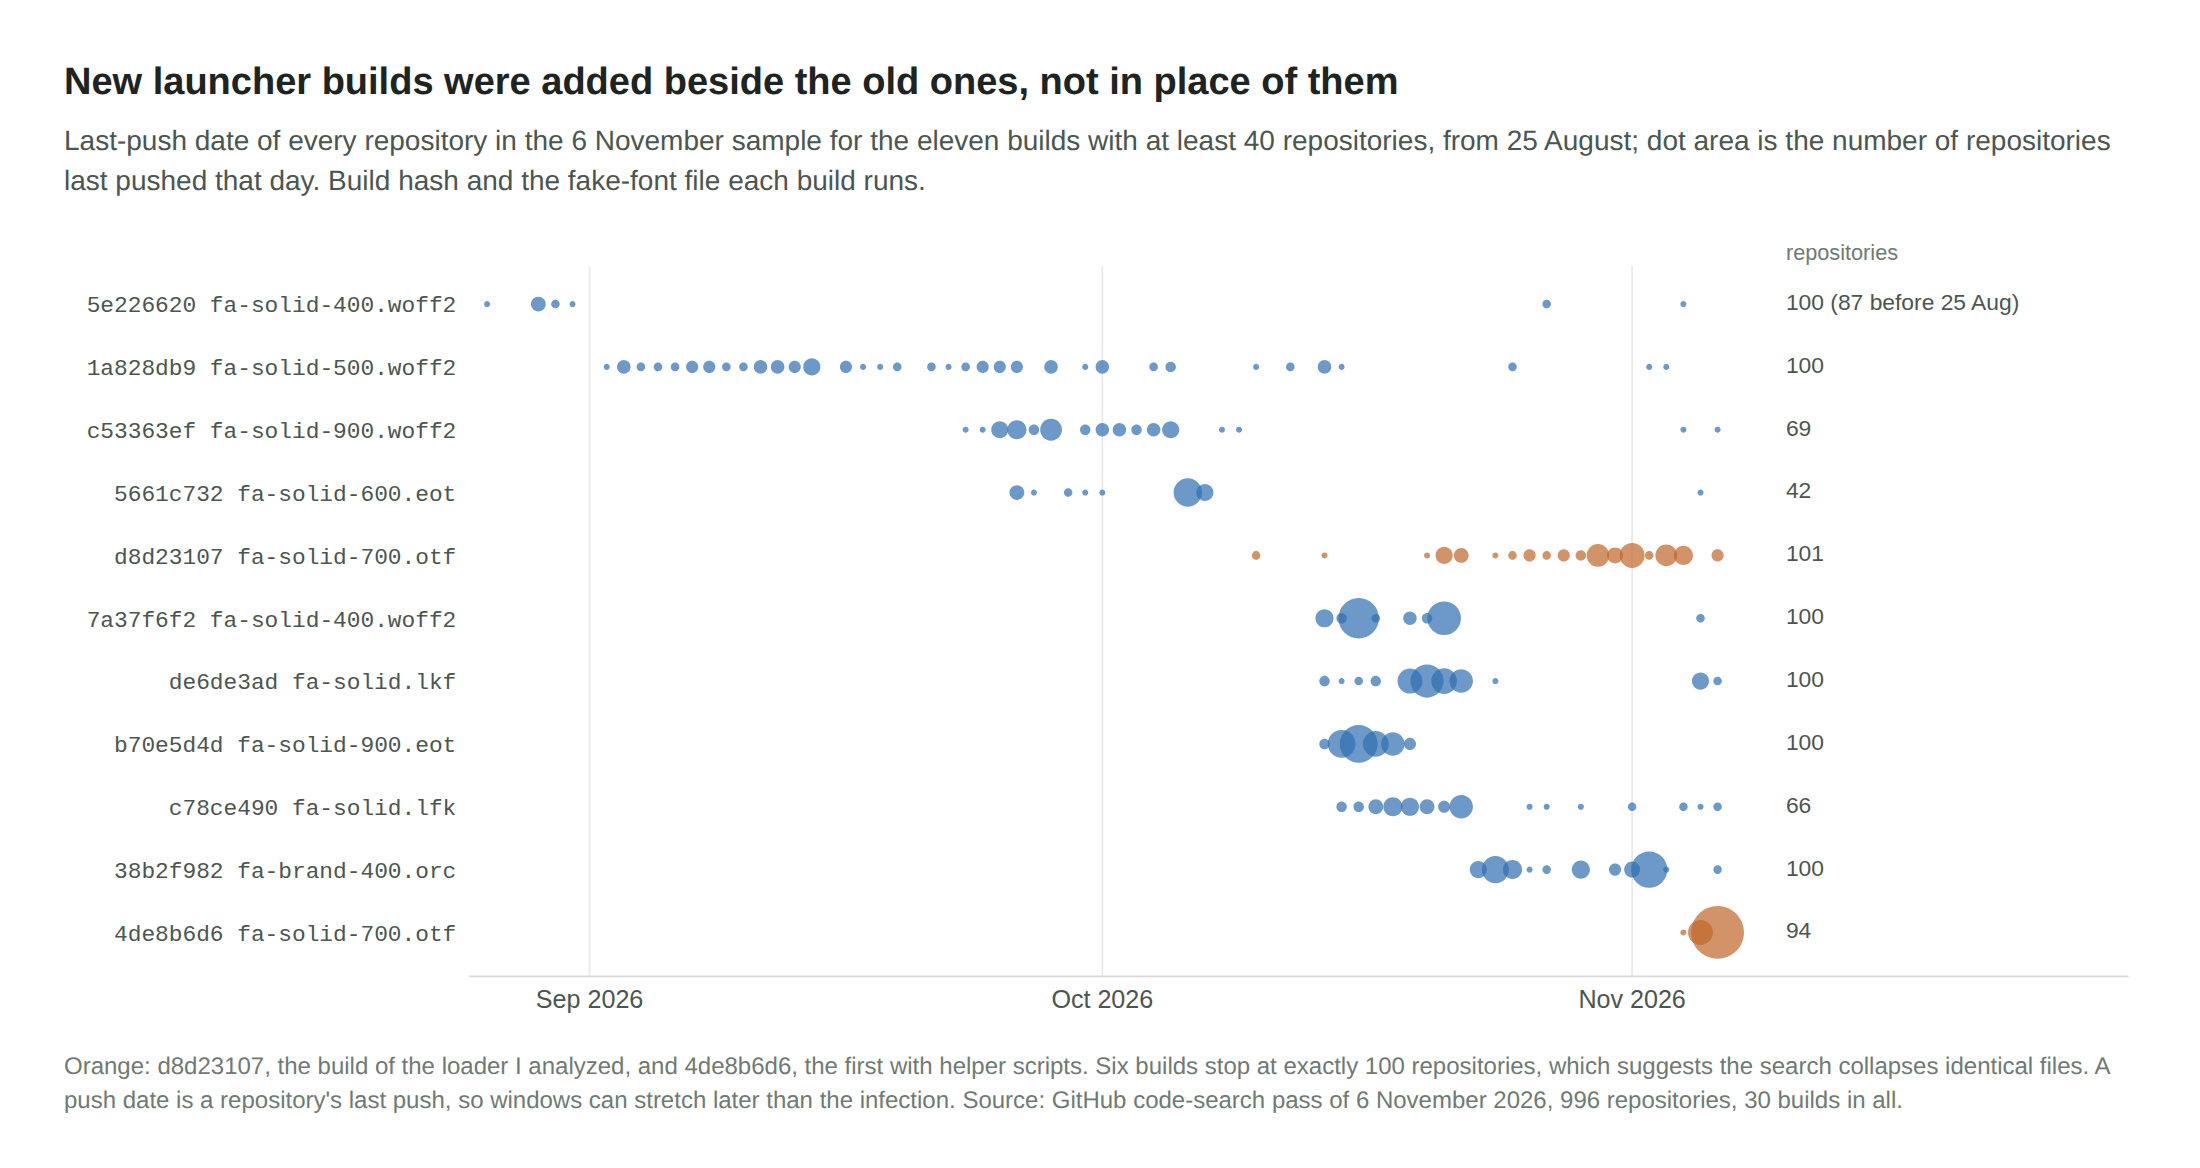 New launcher builds were added beside the old ones, not in place of them
Last-push date of every repository in the 6 November sample for the eleven builds with at least 40 repositories, from 25 August; dot area is the number of repositories
last pushed that day. Build hash and the fake-font file each build runs.
repositories
5e226620 fa-solid-400.woff2 100 (87 before 25 Aug)
1a828db9 fa-solid-500.woff2 100
c53363ef fa-solid-900.woff2 69
5661c732 fa-solid-600.eot 42
d8d23107 fa-solid-700.otf 101
7a37f6f2 fa-solid-400.woff2 100
de6de3ad fa-solid.lkf 100
b70e5d4d fa-solid-900.eot 100
c78ce490 fa-solid.lfk 66
38b2f982 fa-brand-400.orc 100
4de8b6d6 fa-solid-700.otf 94
Sep 2026 Oct 2026 Nov 2026
Orange: d8d23107, the build of the loader I analyzed, and 4de8b6d6, the first with helper scripts. Six builds stop at exactly 100 repositories, which suggests the search collapses identical files. A
push date is a repository's last push, so windows can stretch later than the infection. Source: GitHub code-search pass of 6 November 2026, 996 repositories, 30 builds in all.